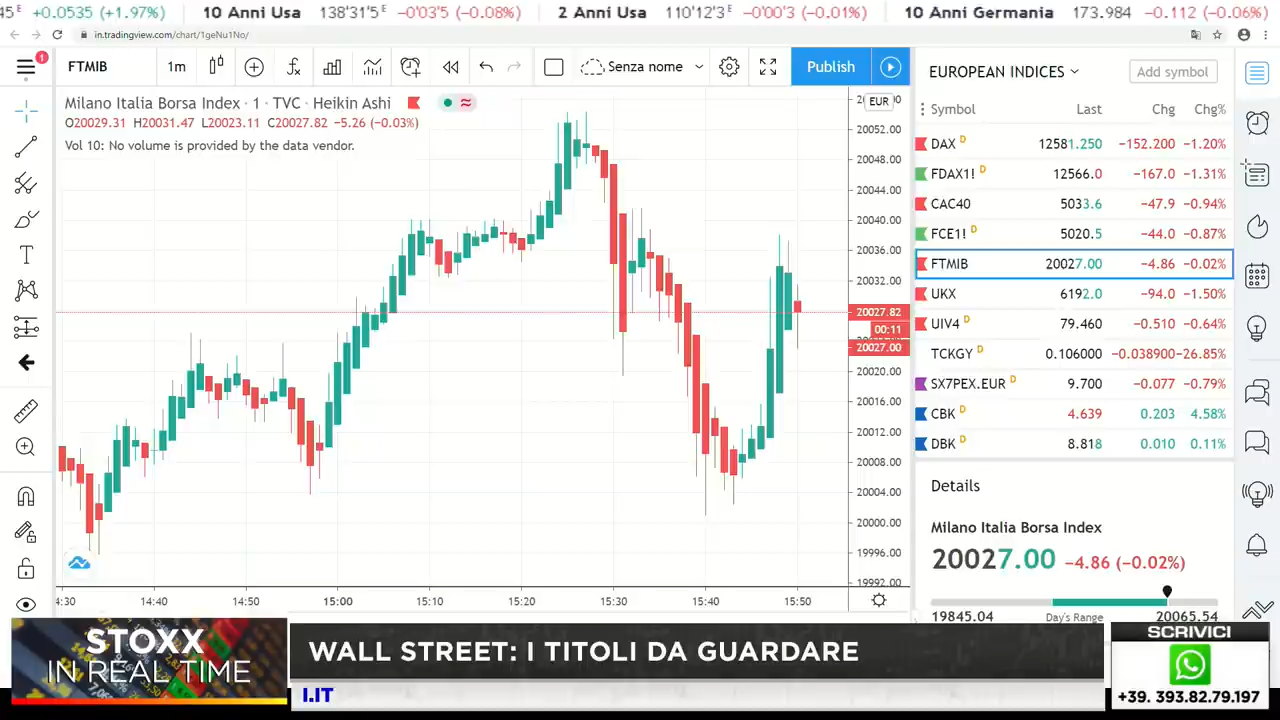 45ᴱ +0.0535 (+1.97%) 10 Anni Usa 138'31'5ᴱ −0'03'5 (−0.08%) 2 Anni Usa 110'12'3ᴱ −0'00'3 (−0.01%) 10 Anni Germania 173.984 −0.112 (−0.06%)
in.tradingview.com/chart/1geNu1No/
1
FTMIB 1m Senza nome Publish
EUROPEAN INDICES Add symbol
Milano Italia Borsa Index · 1 · TVC · Heikin Ashi
O20029.31 H20031.47 L20023.11 C20027.82 −5.26 (−0.03%)
Vol 10: No volume is provided by the data vendor.
EUR
20052.00
20048.00
20044.00
20040.00
20036.00
20032.00
20027.82
00:11
20027.00
20020.00
20016.00
20012.00
20008.00
20004.00
20000.00
19996.00
19992.00
4:30 14:40 14:50 15:00 15:10 15:20 15:30 15:40 15:50
Symbol Last Chg Chg%
DAX D 12581.250 −152.200 −1.20%
FDAX1! D 12566.0 −167.0 −1.31%
CAC40 5033.6 −47.9 −0.94%
FCE1! D 5020.5 −44.0 −0.87%
FTMIB 20027.00 −4.86 −0.02%
UKX 6192.0 −94.0 −1.50%
UIV4 D 79.460 −0.510 −0.64%
TCKGY D 0.106000 −0.038900 −26.85%
SX7PEX.EUR D 9.700 −0.077 −0.79%
CBK D 4.639 0.203 4.58%
DBK D 8.818 0.010 0.11%
Details
Milano Italia Borsa Index
20027.00 −4.86 (−0.02%)
19845.04 Day's Range 20065.54
STOXX
IN REAL TIME
WALL STREET: I TITOLI DA GUARDARE
I.IT
SCRIVICI
+39. 393.82.79.197